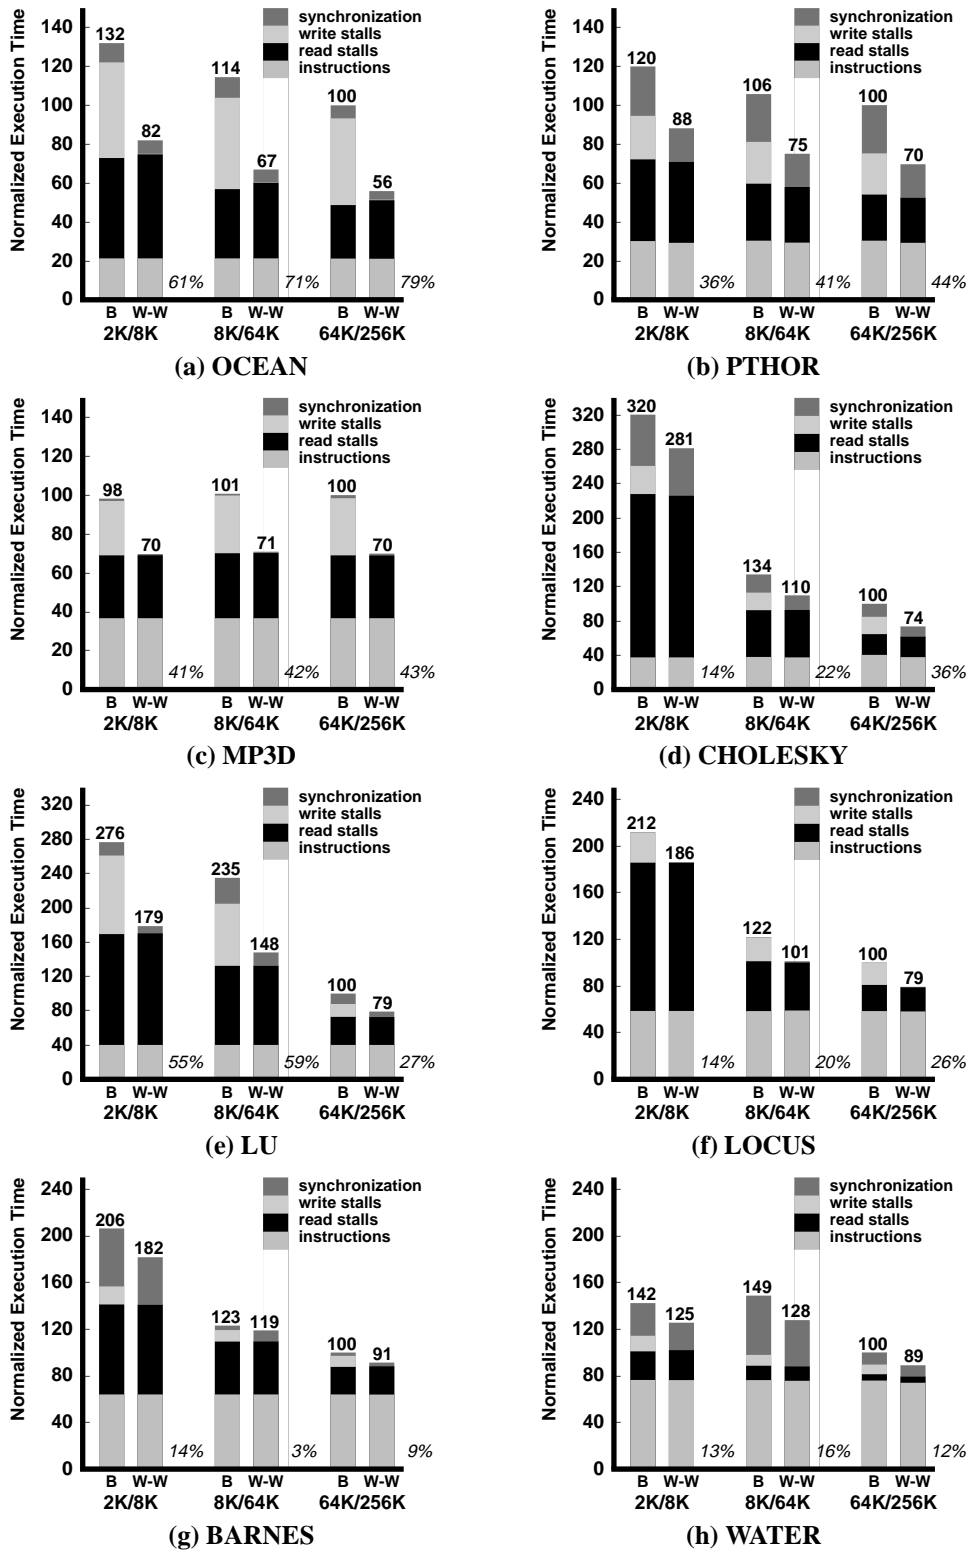 Normalized Execution Time
synchronization
write stalls
read stalls
instructions
140
120
100
80
60
40
20
0
132
82
114
67
100
56
61%
71%
79%
B W-W B W-W B W-W
2K/8K 8K/64K 64K/256K
(a) OCEAN
Normalized Execution Time
synchronization
write stalls
read stalls
instructions
140
120
100
80
60
40
20
0
120
88
106
75
100
70
36%
41%
44%
B W-W B W-W B W-W
2K/8K 8K/64K 64K/256K
(b) PTHOR
Normalized Execution Time
synchronization
write stalls
read stalls
instructions
140
120
100
80
60
40
20
0
98
70
101
71
100
70
41%
42%
43%
B W-W B W-W B W-W
2K/8K 8K/64K 64K/256K
(c) MP3D
Normalized Execution Time
synchronization
write stalls
read stalls
instructions
320
280
240
200
160
120
80
40
0
320
281
134
110
100
74
14%
22%
36%
B W-W B W-W B W-W
2K/8K 8K/64K 64K/256K
(d) CHOLESKY
Normalized Execution Time
synchronization
write stalls
read stalls
instructions
320
280
240
200
160
120
80
40
0
276
179
235
148
100
79
55%
59%
27%
B W-W B W-W B W-W
2K/8K 8K/64K 64K/256K
(e) LU
Normalized Execution Time
synchronization
write stalls
read stalls
instructions
240
200
160
120
80
40
0
212
186
122
101
100
79
14%
20%
26%
B W-W B W-W B W-W
2K/8K 8K/64K 64K/256K
(f) LOCUS
Normalized Execution Time
synchronization
write stalls
read stalls
instructions
240
200
160
120
80
40
0
206
182
123
119
100
91
14%
3%
9%
B W-W B W-W B W-W
2K/8K 8K/64K 64K/256K
(g) BARNES
Normalized Execution Time
synchronization
write stalls
read stalls
instructions
240
200
160
120
80
40
0
142
125
149
128
100
89
13%
16%
12%
B W-W B W-W B W-W
2K/8K 8K/64K 64K/256K
(h) WATER